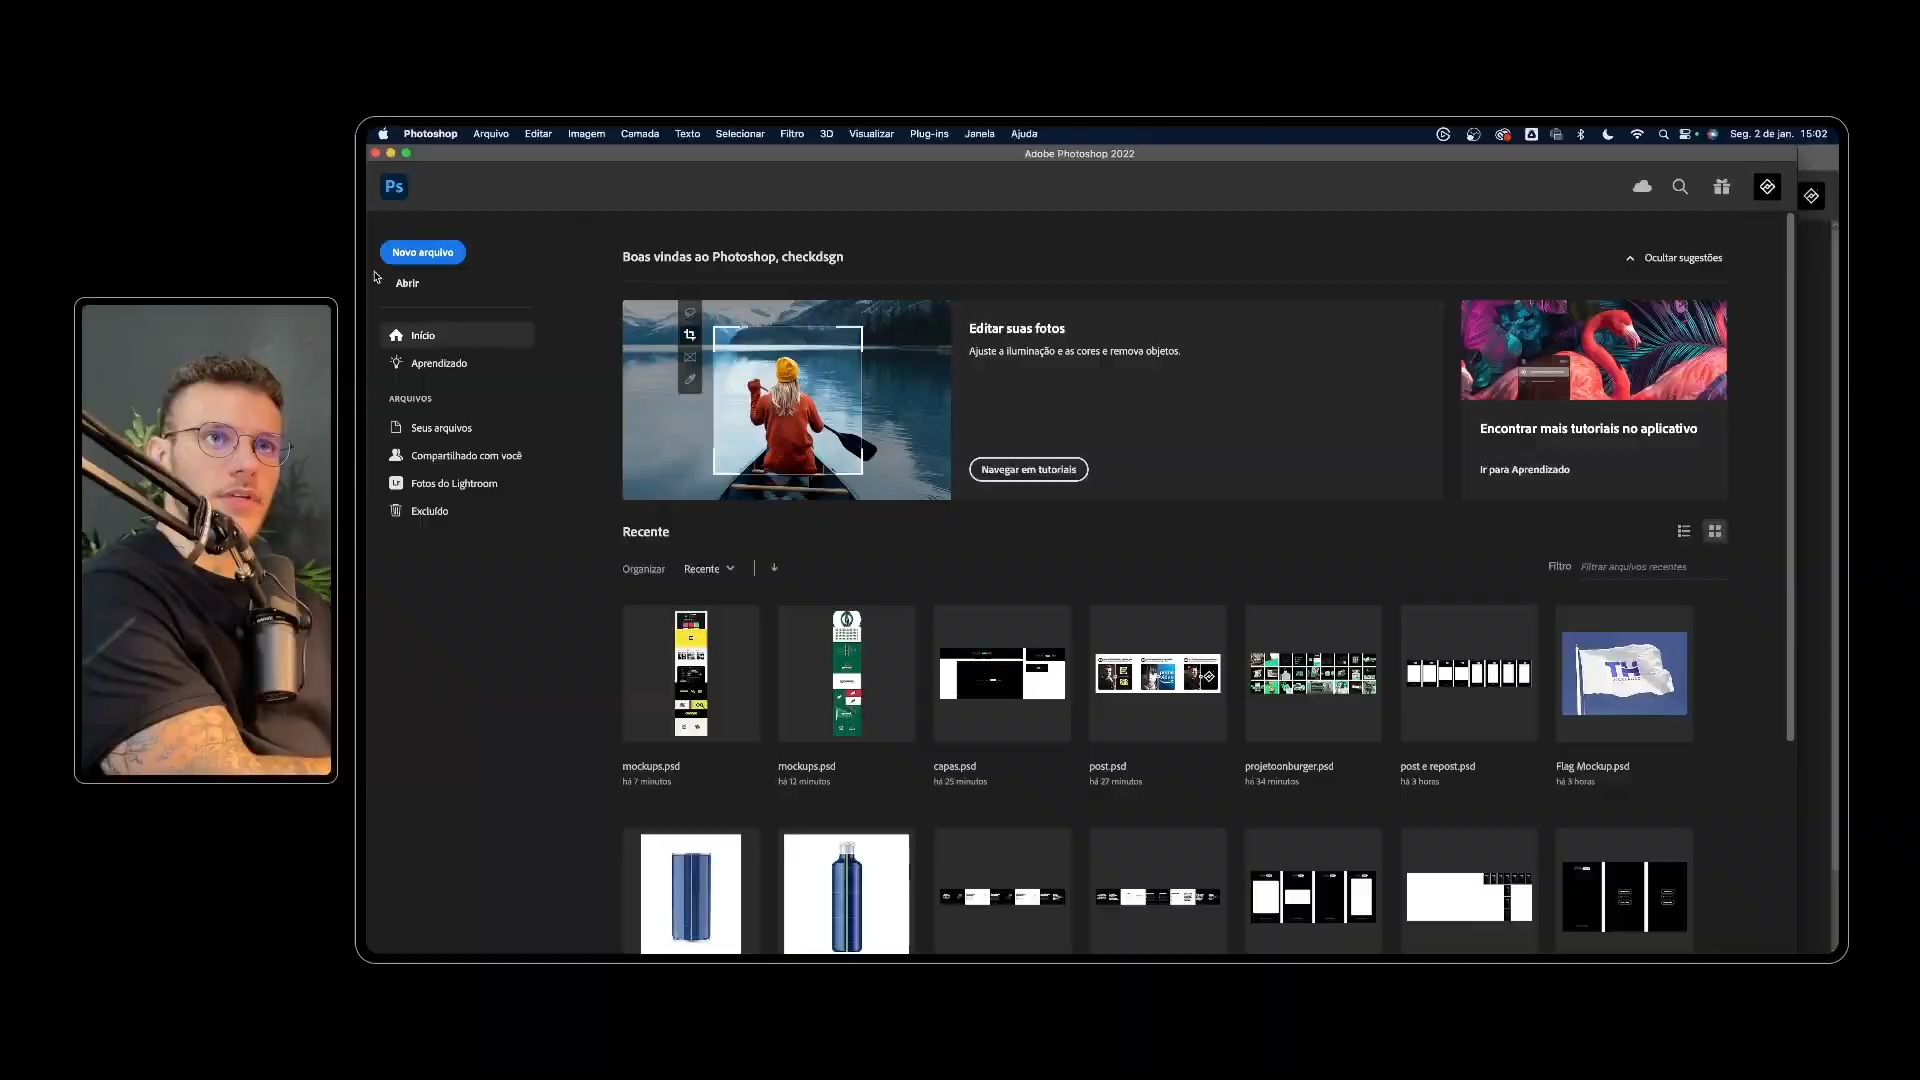 Photoshop Arquivo Editar Imagem Camada Texto Selecionar Filtro 3D Visualizar Plug-ins Janela Ajuda Seg. 2 de jan. 15:02
Adobe Photoshop 2022
Ps
Novo arquivo
Abrir
Início
Aprendizado
ARQUIVOS
Seus arquivos
Compartilhado com você
Lr Fotos do Lightroom
Excluído
Boas vindas ao Photoshop, checkdsgn
Ocultar sugestões
Editar suas fotos
Ajuste a iluminação e as cores e remova objetos.
Navegar em tutoriais
Encontrar mais tutoriais no aplicativo
Ir para Aprendizado
Recente
Organizar Recente
Filtro Filtrar arquivos recentes
TH
mockups.psd
há 7 minutos
mockups.psd
há 12 minutos
capas.psd
há 25 minutos
post.psd
há 27 minutos
projetoonburger.psd
há 34 minutos
post e repost.psd
há 3 horas
Flag Mockup.psd
há 3 horas